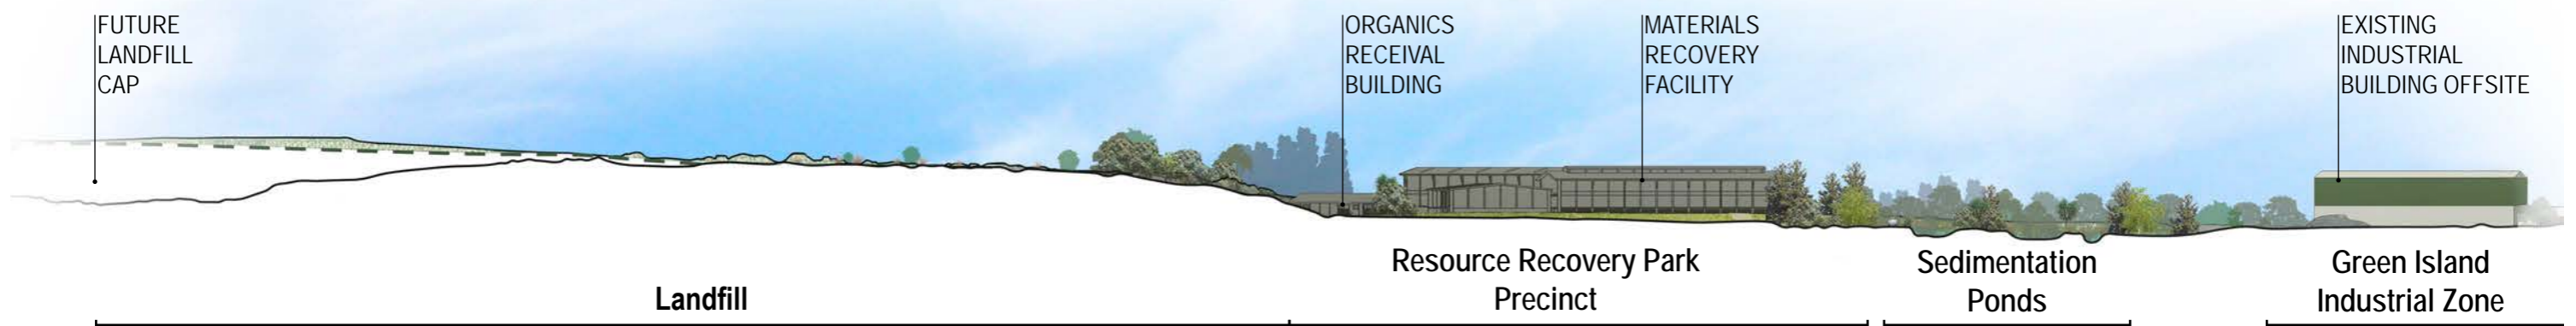 FUTURE
LANDFILL
CAP
ORGANICS
RECEIVAL
BUILDING
MATERIALS
RECOVERY
FACILITY
EXISTING
INDUSTRIAL
BUILDING OFFSITE
Landfill
Resource Recovery Park
Precinct
Sedimentation
Ponds
Green Island
Industrial Zone